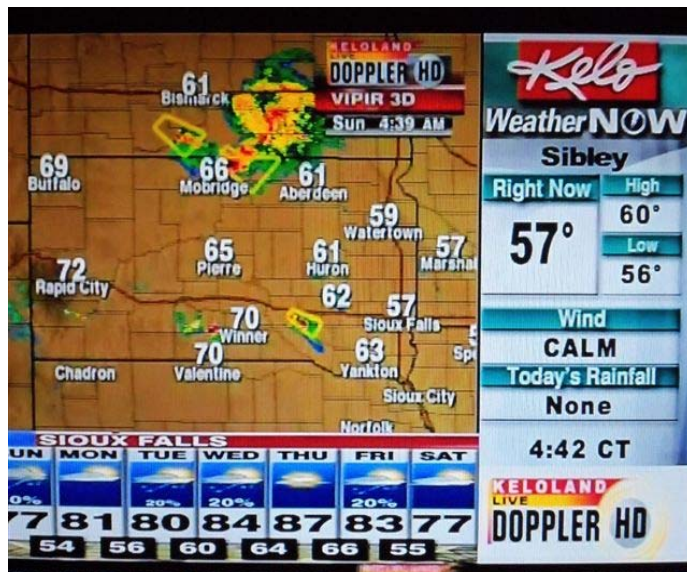 KELOLAND
LIVE
DOPPLER HD
VIPIR 3D
Sun 4:39 AM
61
Bismarck
69
Buffalo
66
Mobridge
61
Aberdeen
59
Watertown
65
Pierre
61
Huron
57
Marshal
72
Rapid City
62
70
Winner
57
Sioux Falls
70
Valentine
63
Yankton
Chadron
Sioux City
Norfolk
Kelo
WeatherNOW
Sibley
Right Now
57°
High
60°
Low
56°
Wind
CALM
Today's Rainfall
None
4:42 CT
KELOLAND
LIVE
DOPPLER HD
SIOUX FALLS
UN MON TUE WED THU FRI SAT
0% 20% 20% 20%
77 81 80 84 87 83 77
54 56 60 64 66 55